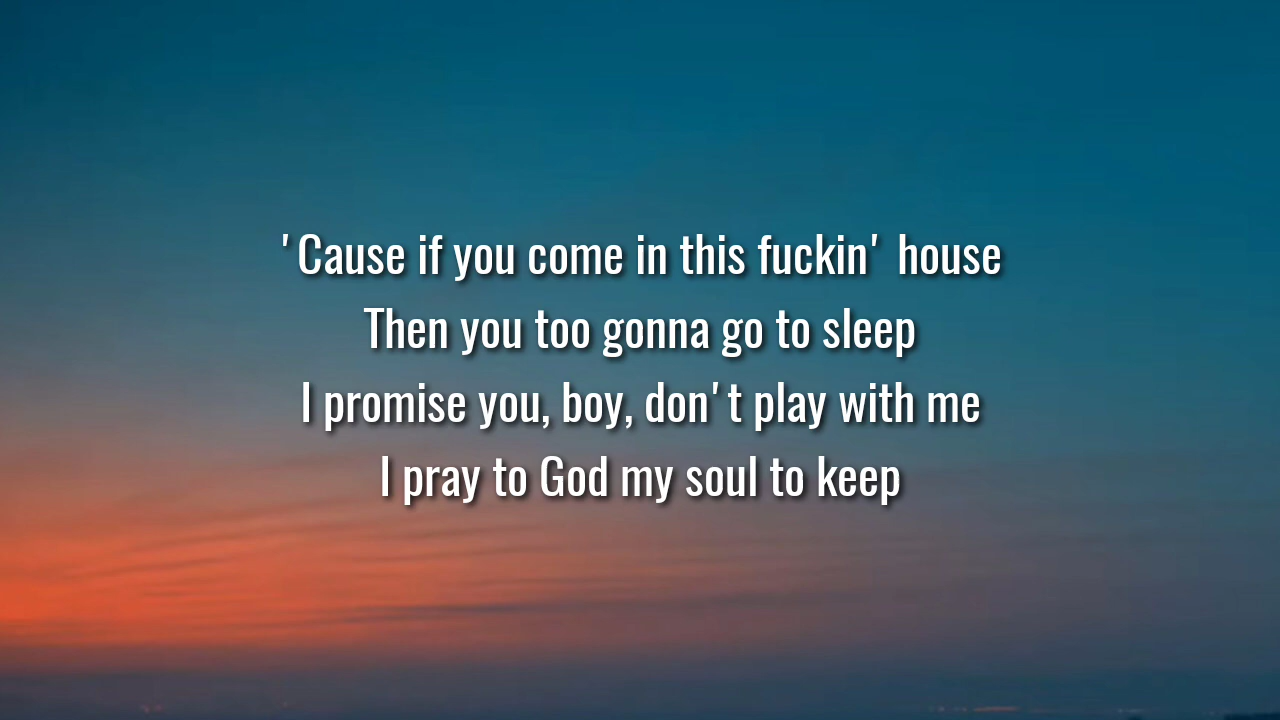 'Cause if you come in this fuckin' house
Then you too gonna go to sleep
I promise you, boy, don't play with me
I pray to God my soul to keep